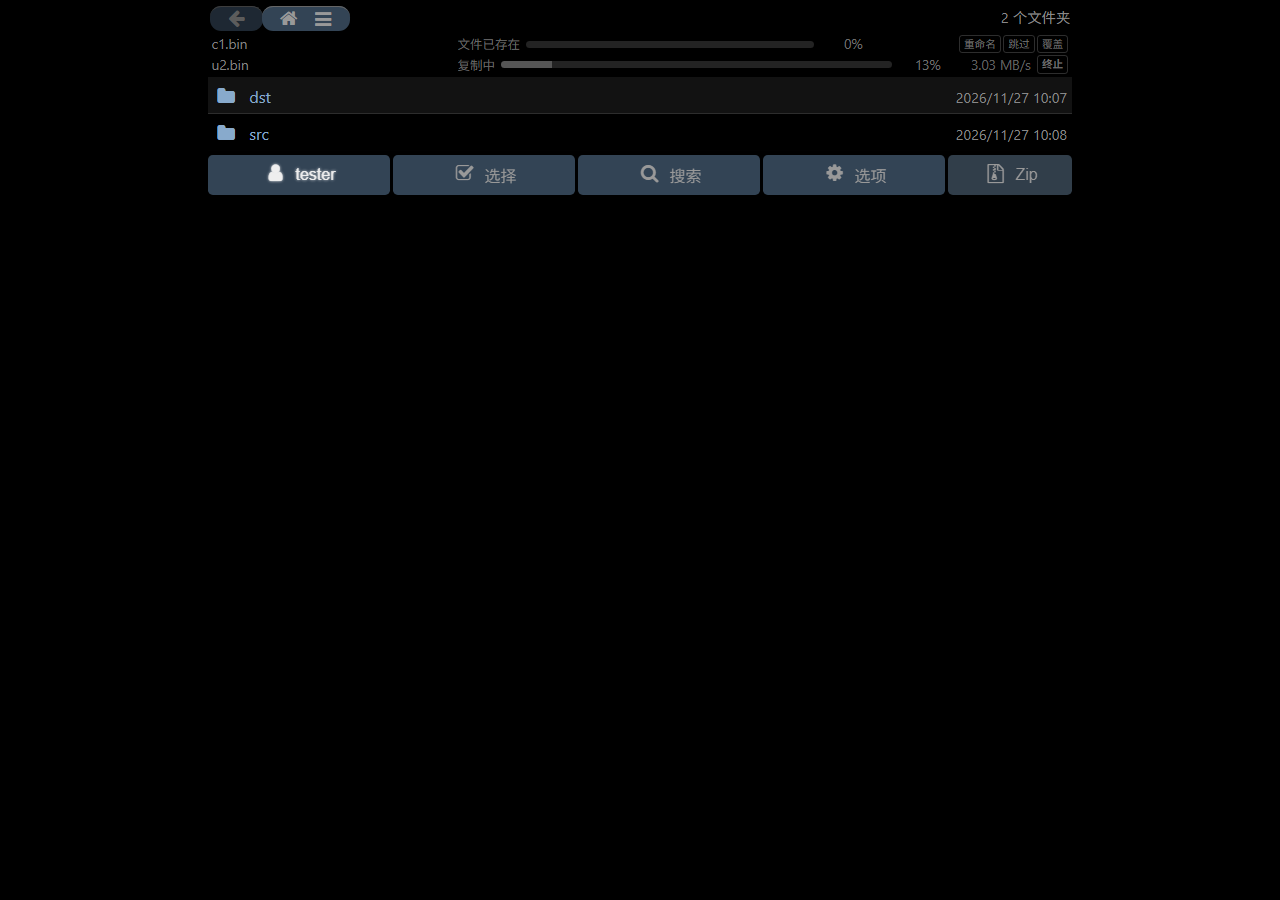 2 个文件夹
c1.bin 文件已存在 0% 重命名 跳过 覆盖
u2.bin 复制中 13% 3.03 MB/s 终止
dst 2026/11/27 10:07
src 2026/11/27 10:08
tester 选择 搜索 选项 Zip